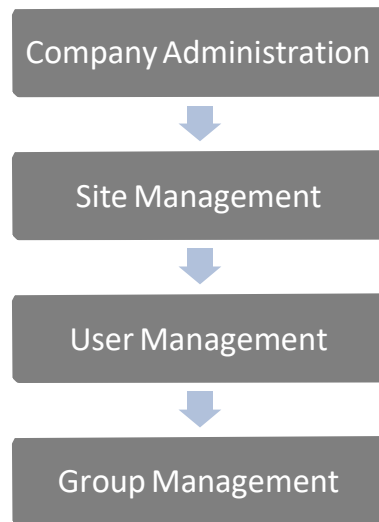 Company Administration
Site Management
User Management
Group Management